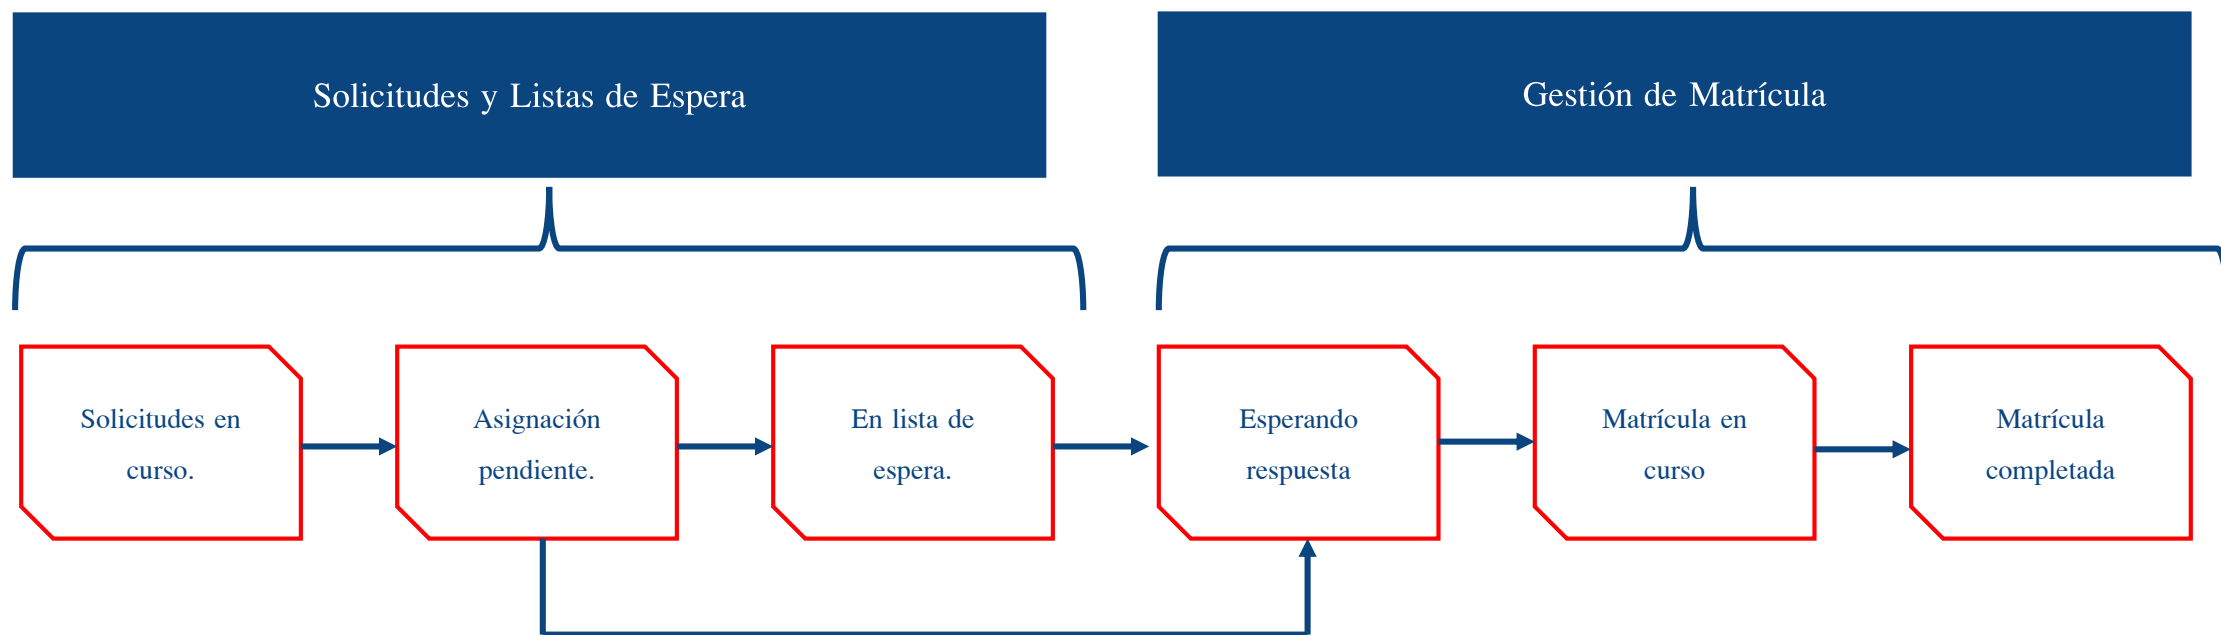 Solicitudes y Listas de Espera
Gestión de Matrícula
Solicitudes en
curso.
Asignación
pendiente.
En lista de
espera.
Esperando
respuesta
Matrícula en
curso
Matrícula
completada